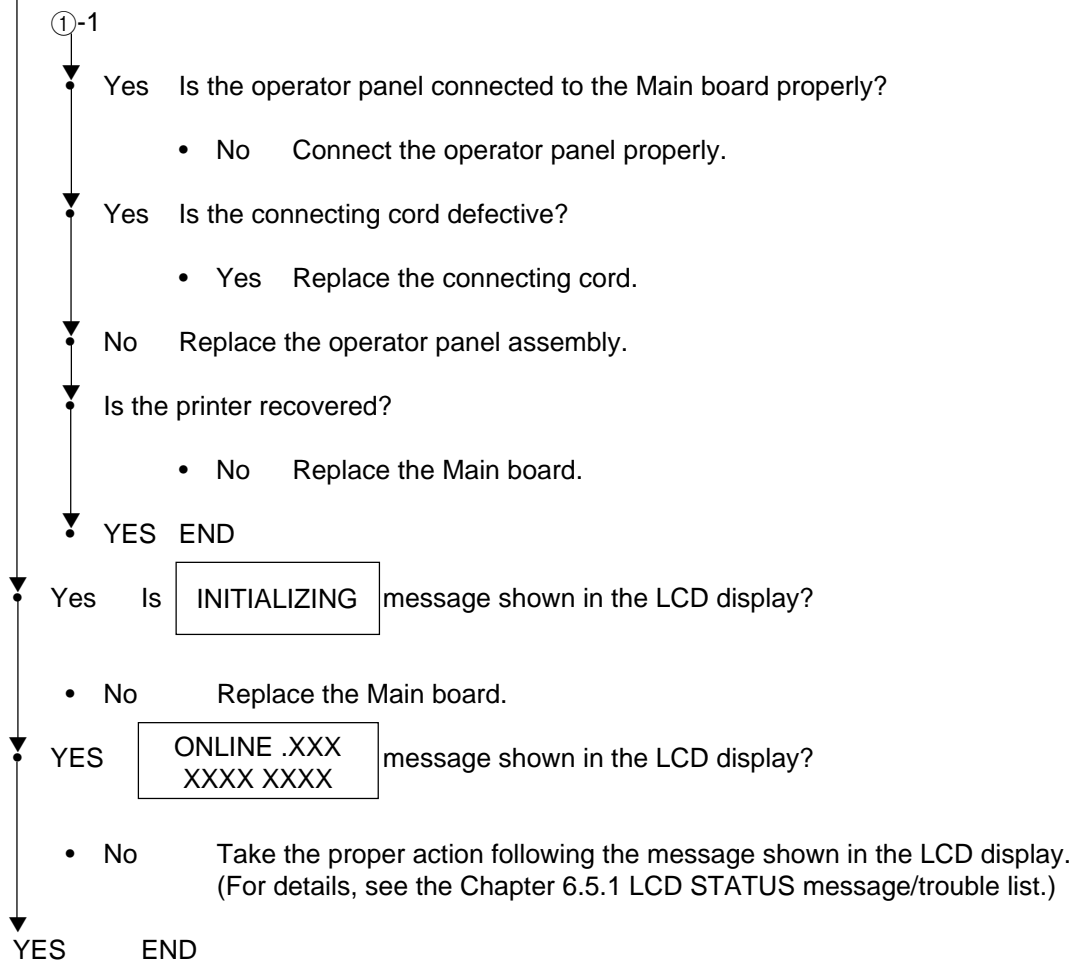 ①-1
Yes Is the operator panel connected to the Main board properly?
• No Connect the operator panel properly.
Yes Is the connecting cord defective?
• Yes Replace the connecting cord.
No Replace the operator panel assembly.
Is the printer recovered?
• No Replace the Main board.
YES END
Yes Is INITIALIZING message shown in the LCD display?
• No Replace the Main board.
YES ONLINE .XXX XXXX XXXX message shown in the LCD display?
• No Take the proper action following the message shown in the LCD display.
(For details, see the Chapter 6.5.1 LCD STATUS message/trouble list.)
YES END